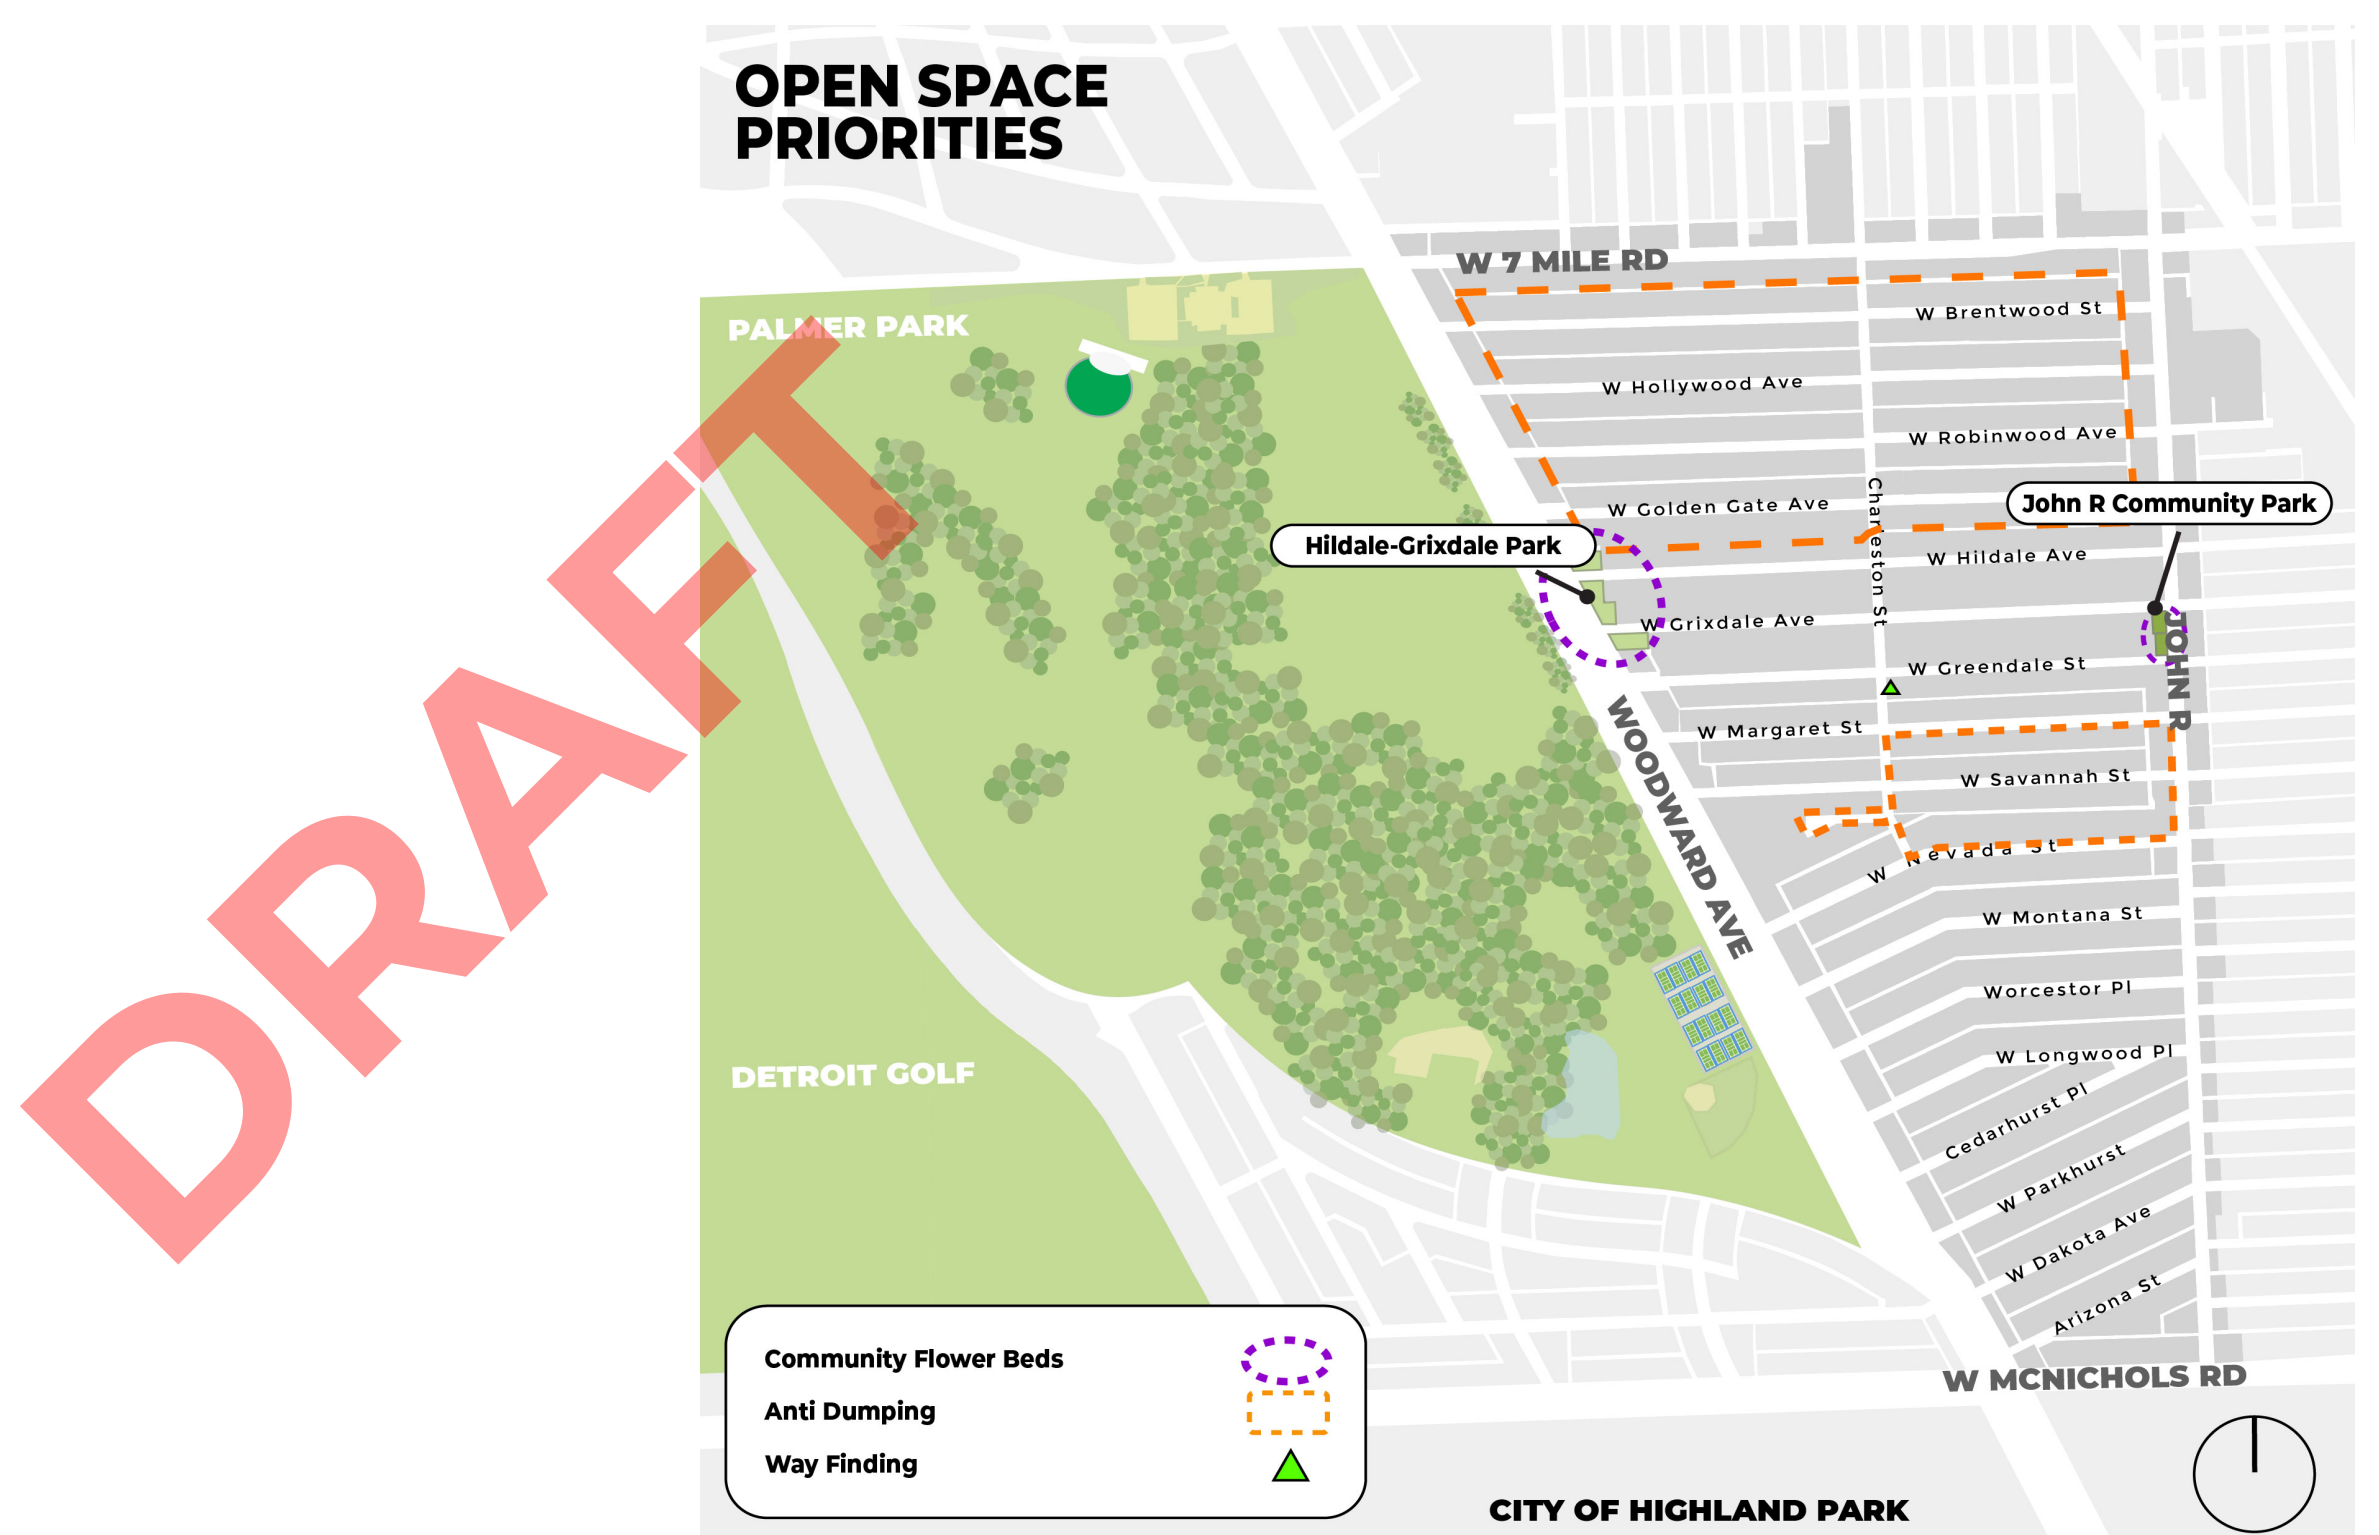 OPEN SPACE
PRIORITIES
W 7 MILE RD
PALMER PARK
W Brentwood St
W Hollywood Ave
W Robinwood Ave
Charleston St
W Golden Gate Ave
John R Community Park
Hildale-Grixdale Park
W Hildale Ave
W Grixdale Ave
JOHN R
W Greendale St
WOODWARD AVE
W Margaret St
W Savannah St
W Nevada St
W Montana St
Worcestor Pl
W Longwood Pl
DETROIT GOLF
Cedarhurst Pl
W Parkhurst
W Dakota Ave
Arizona St
DRAFT
Community Flower Beds
Anti Dumping
Way Finding
W MCNICHOLS RD
CITY OF HIGHLAND PARK